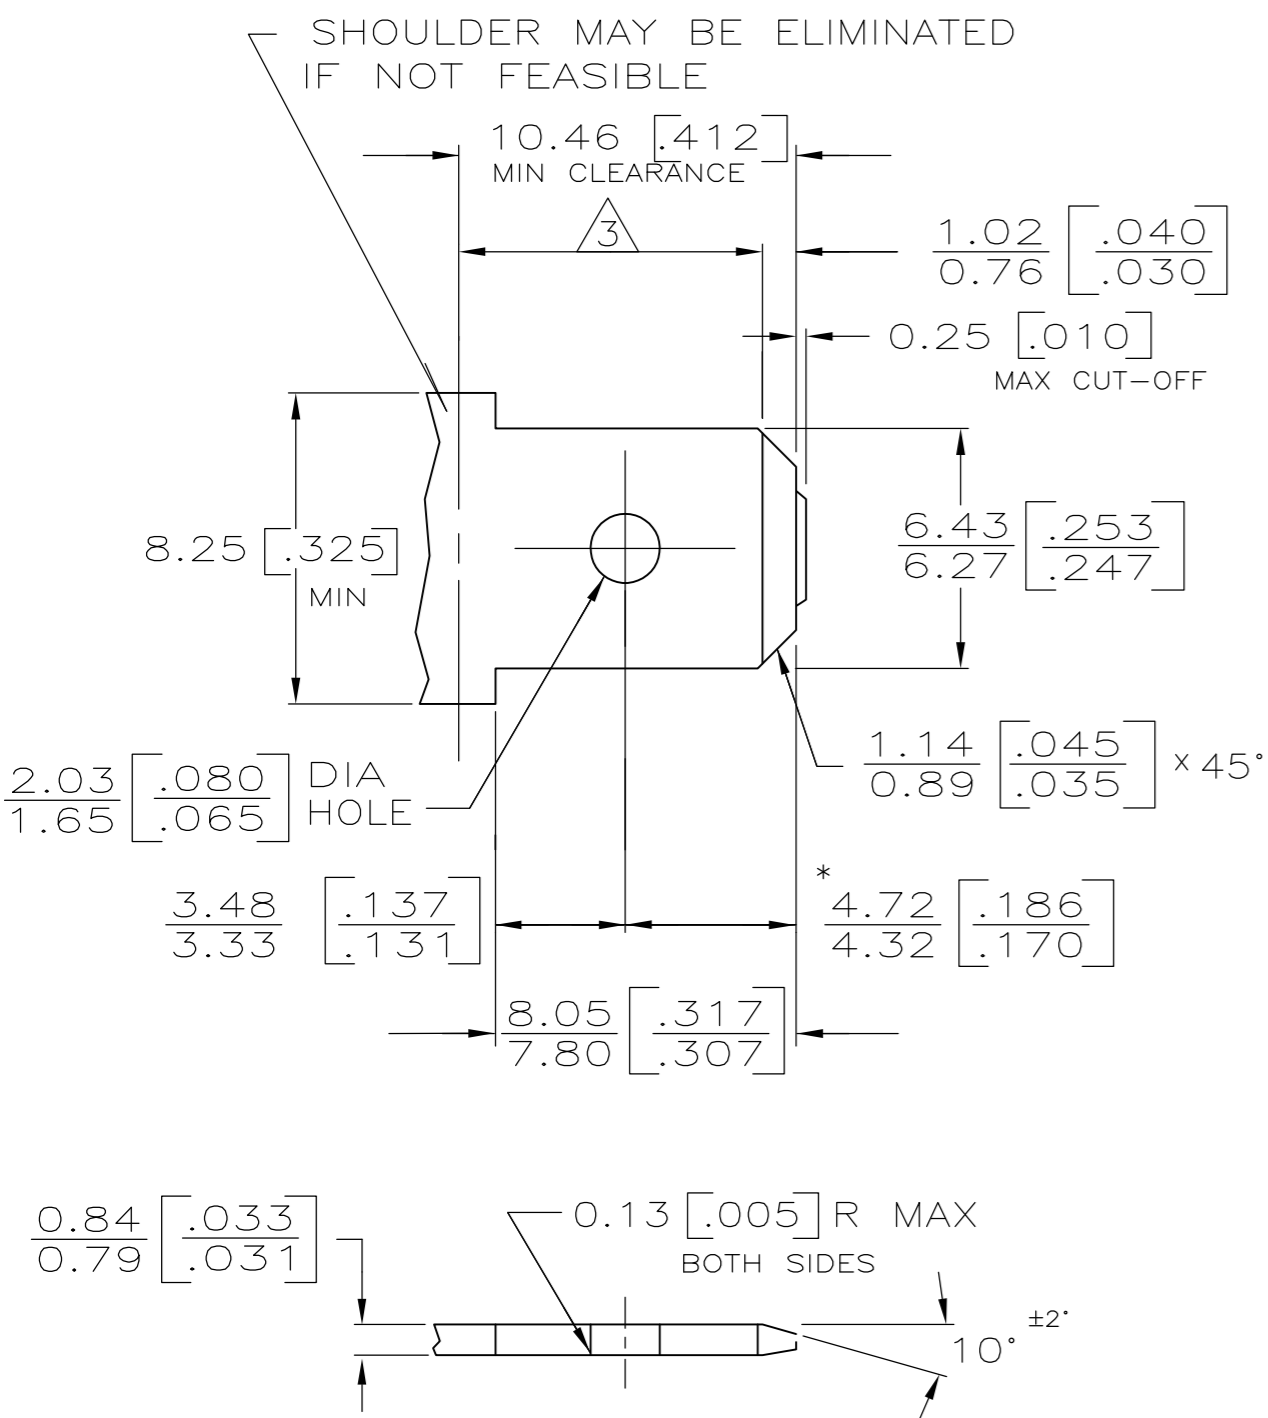 SHOULDER MAY BE ELIMINATED
IF NOT FEASIBLE
10.46 [.412]
MIN CLEARANCE
3
1.02 [.040
0.76 .030]
0.25 [.010]
MAX CUT-OFF
8.25 [.325]
MIN
6.43 [.253
6.27 .247]
2.03 [.080
1.65 .065]
DIA
HOLE
1.14 [.045
0.89 .035] x 45°
3.48 [.137
3.33 .131]
*
4.72 [.186
4.32 .170]
8.05 [.317
7.80 .307]
0.84 [.033
0.79 .031]
0.13 [.005] R MAX
BOTH SIDES
10° ±2°